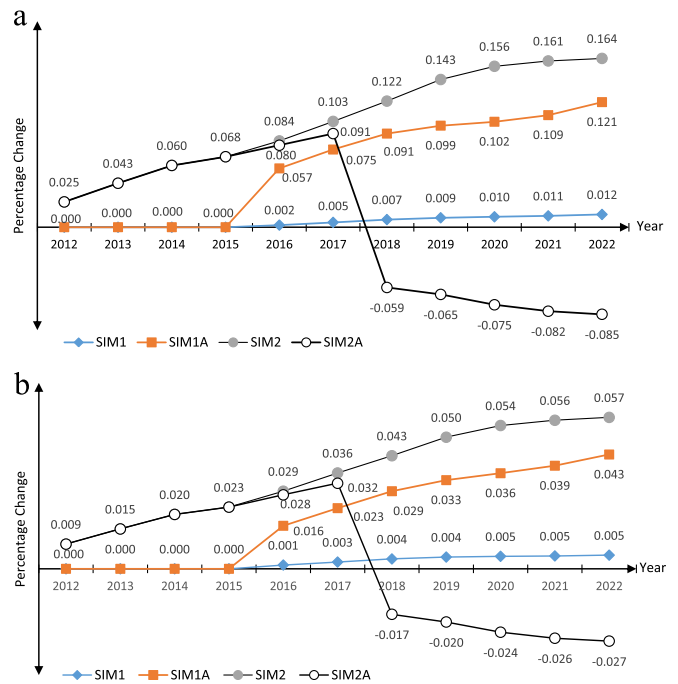 a
0.164
0.161
0.156
0.143
0.122
0.103
0.084
0.068
0.060
0.043
0.025
0.091
0.080
0.075
0.057
0.091
0.099
0.102
0.109
0.121
0.000 0.000 0.000 0.000
0.002 0.005 0.007 0.009 0.010 0.011 0.012
Percentage Change
2012 2013 2014 2015 2016 2017 2018 2019 2020 2021 2022
Year
-0.059 -0.065 -0.075 -0.082 -0.085
SIM1 SIM1A SIM2 SIM2A
b
0.057
0.056
0.054
0.050
0.043
0.036
0.029
0.023
0.020
0.015
0.009
0.032
0.028
0.023
0.016
0.029
0.033
0.036
0.039
0.043
0.000 0.000 0.000 0.000
0.001 0.003 0.004 0.004 0.005 0.005 0.005
Percentage Change
2012 2013 2014 2015 2016 2017 2018 2019 2020 2021 2022
Year
-0.017 -0.020 -0.024 -0.026 -0.027
SIM1 SIM1A SIM2 SIM2A